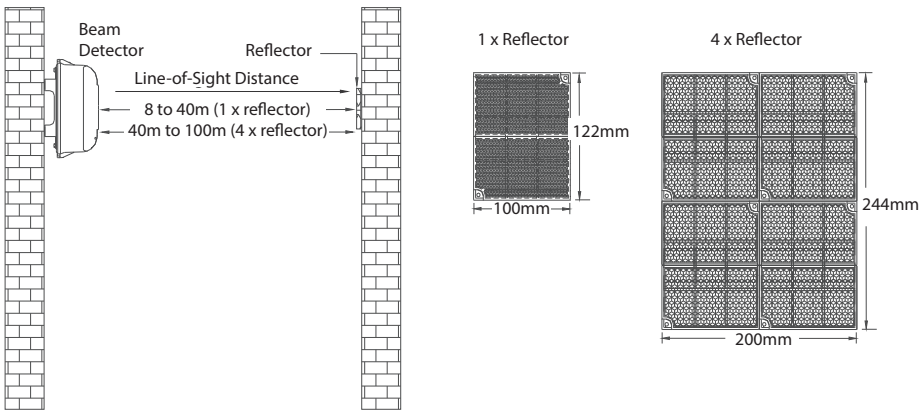 Beam
Detector
Reflector
Line-of-Sight Distance
8 to 40m (1 x reflector)
40m to 100m (4 x reflector)
1 x Reflector
122mm
100mm
4 x Reflector
244mm
200mm